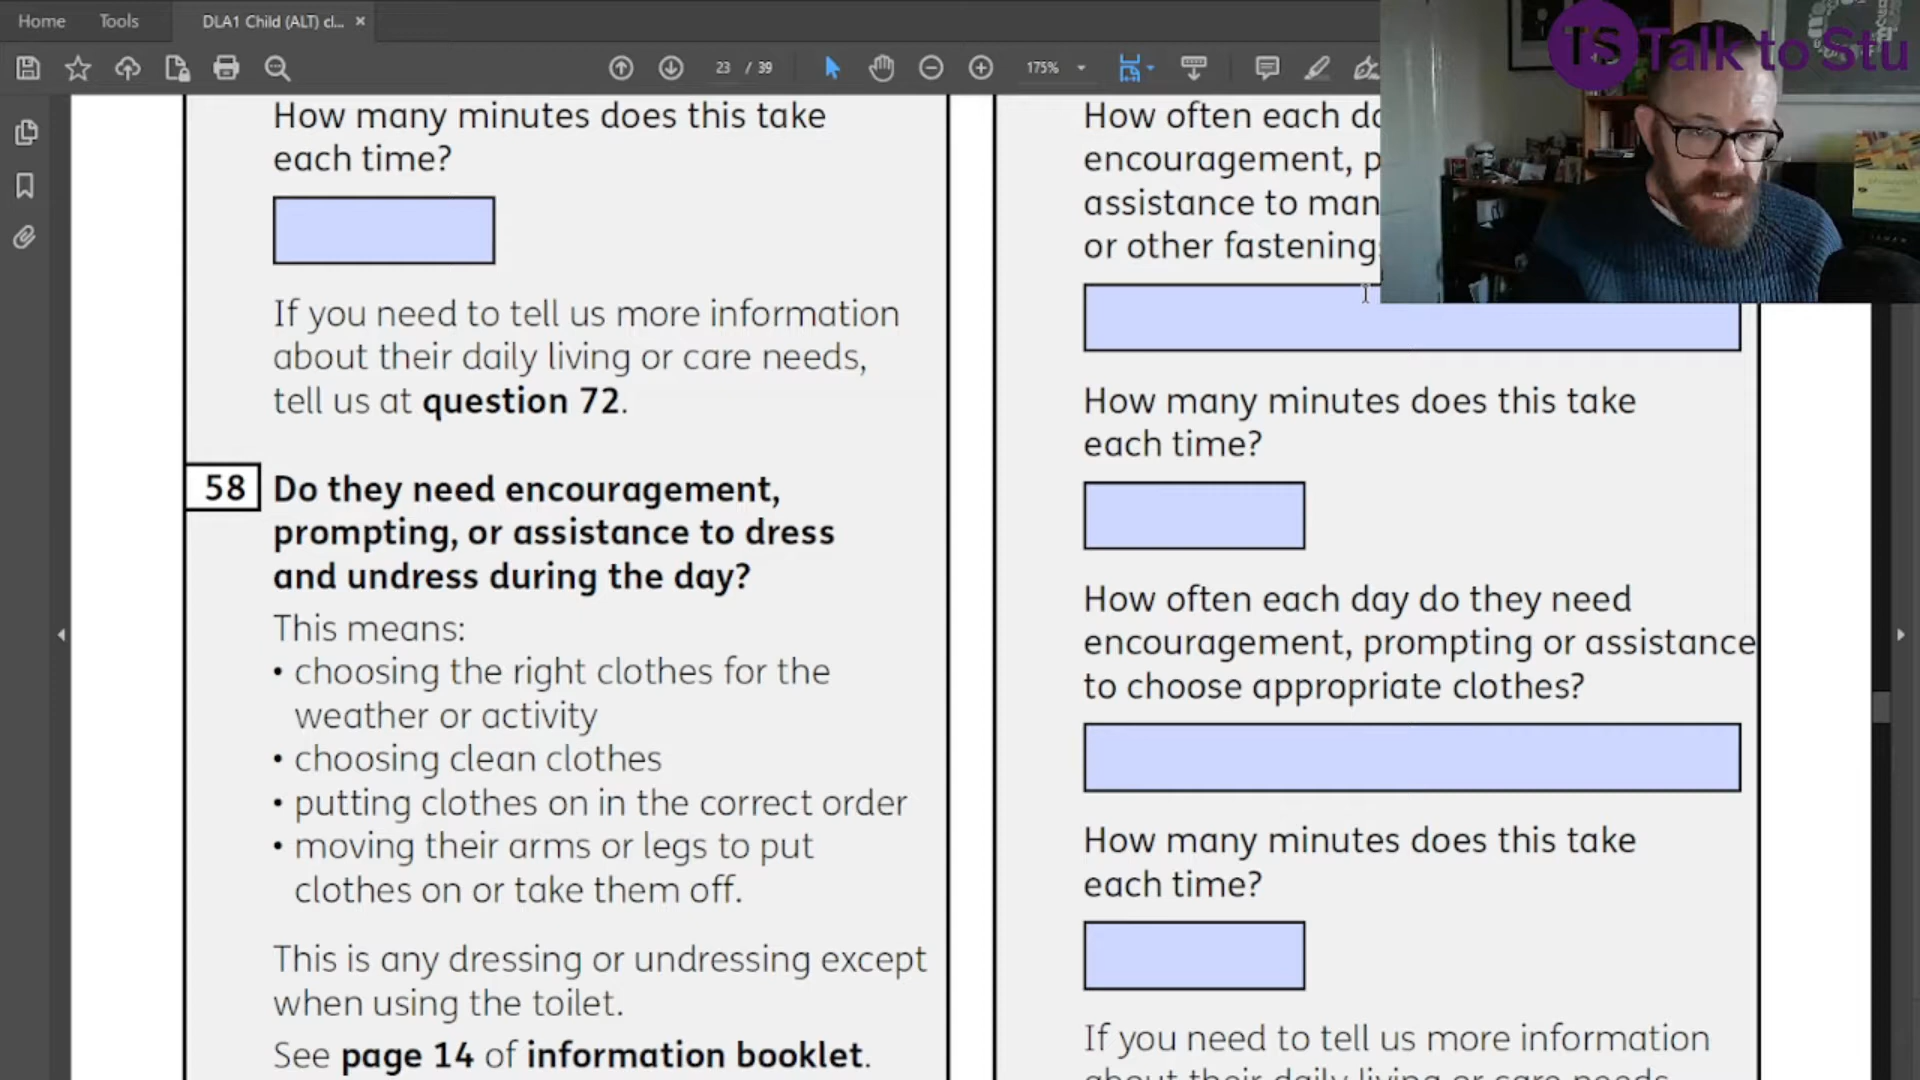 Home
Tools
DLA1 Child (ALT) cl...
23 / 39
175%
Talk to Stu
TS
How many minutes does this take
each time?
If you need to tell us more information
about their daily living or care needs,
tell us at question 72.
58
Do they need encouragement,
prompting, or assistance to dress
and undress during the day?
This means:
• choosing the right clothes for the
weather or activity
• choosing clean clothes
• putting clothes on in the correct order
• moving their arms or legs to put
clothes on or take them off.
This is any dressing or undressing except
when using the toilet.
See page 14 of information booklet.
How often each
encouragement,
assistance to
or other
How many minutes does this take
each time?
How often each day do they need
encouragement, prompting or assistance
to choose appropriate clothes?
How many minutes does this take
each time?
If you need to tell us more information
about their daily living or care needs